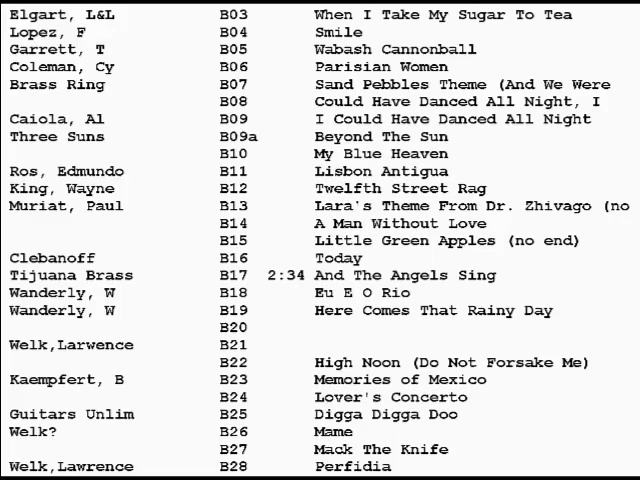 Elgart, L&L B03 When I Take My Sugar To Tea
Lopez, F B04 Smile
Garrett, T B05 Wabash Cannonball
Coleman, Cy B06 Parisian Women
Brass Ring B07 Sand Pebbles Theme (And We Were
B08 Could Have Danced All Night, I
Caiola, Al B09 I Could Have Danced All Night
Three Suns B09a Beyond The Sun
B10 My Blue Heaven
Ros, Edmundo B11 Lisbon Antigua
King, Wayne B12 Twelfth Street Rag
Muriat, Paul B13 Lara's Theme From Dr. Zhivago (no
B14 A Man Without Love
B15 Little Green Apples (no end)
Clebanoff B16 Today
Tijuana Brass B17 2:34 And The Angels Sing
Wanderly, W B18 Eu E O Rio
Wanderly, W B19 Here Comes That Rainy Day
B20
Welk,Larwence B21
B22 High Noon (Do Not Forsake Me)
Kaempfert, B B23 Memories of Mexico
B24 Lover's Concerto
Guitars Unlim B25 Digga Digga Doo
Welk? B26 Mame
B27 Mack The Knife
Welk,Lawrence B28 Perfidia